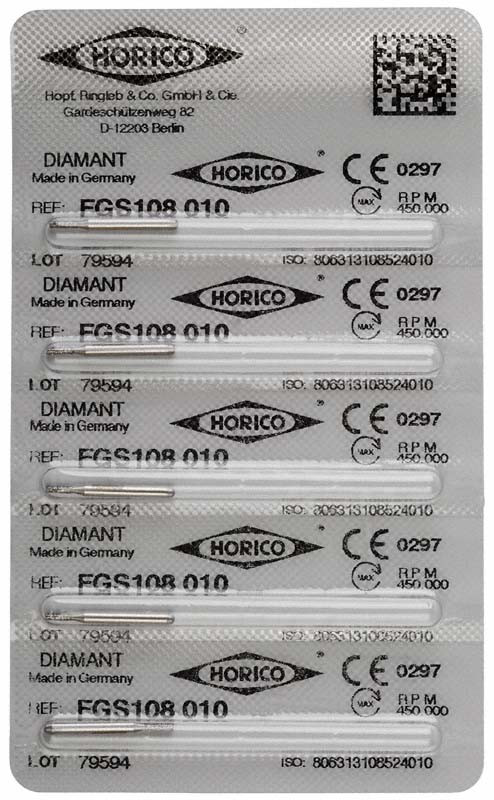 HORICO ®
Hopf, Ringleb & Co. GmbH & Cie.
Gardeschützenweg 82
D-12203 Berlin
DIAMANT HORICO ® CE 0297
Made in Germany
MAX RPM 450.000
REF: FGS108 010
LOT 79594 ISO: 806313108524010
DIAMANT HORICO ® CE 0297
Made in Germany
MAX RPM 450.000
REF: FGS108 010
LOT 79594 ISO: 806313108524010
DIAMANT HORICO ® CE 0297
Made in Germany
MAX RPM 450.000
REF: FGS108 010
LOT 79594 ISO: 806313108524010
DIAMANT HORICO ® CE 0297
Made in Germany
MAX RPM 450.000
REF: FGS108 010
LOT 79594 ISO: 806313108524010
DIAMANT HORICO ® CE 0297
Made in Germany
MAX RPM 450.000
REF: FGS108 010
LOT 79594 ISO: 806313108524010